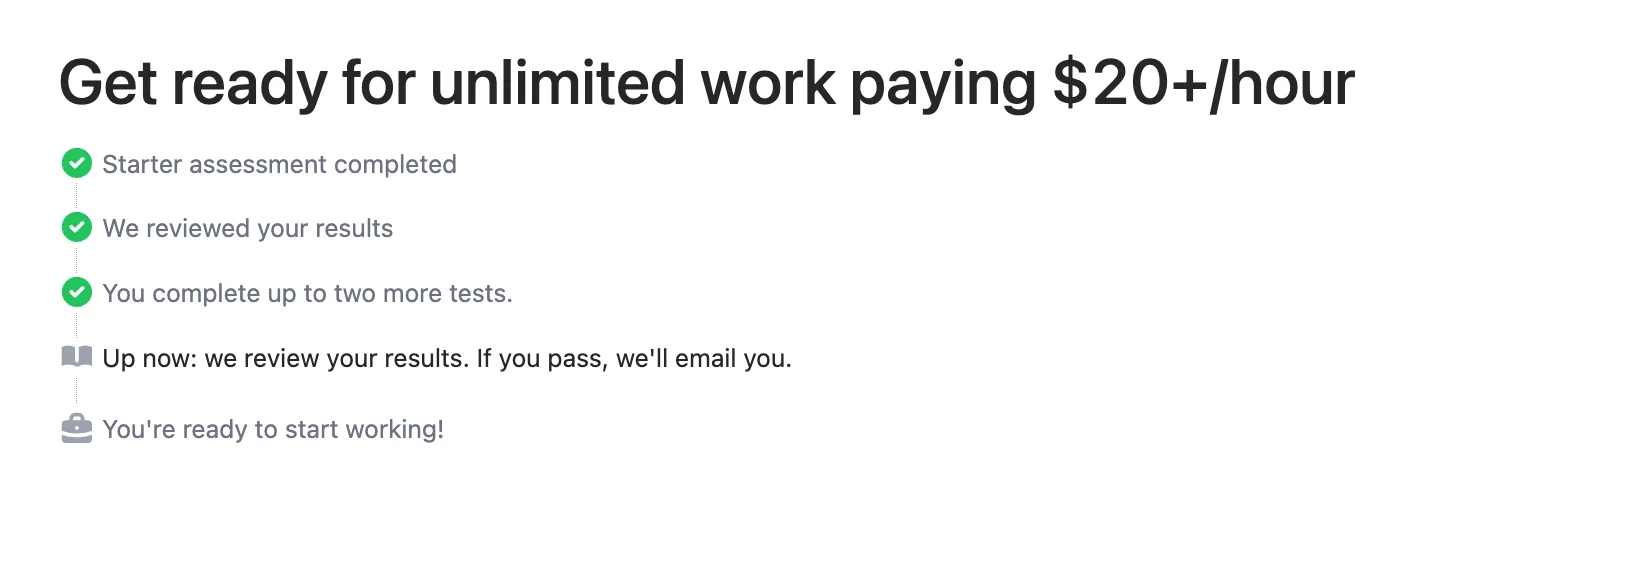 Get ready for unlimited work paying $20+/hour
Starter assessment completed
We reviewed your results
You complete up to two more tests.
Up now: we review your results. If you pass, we'll email you.
You're ready to start working!